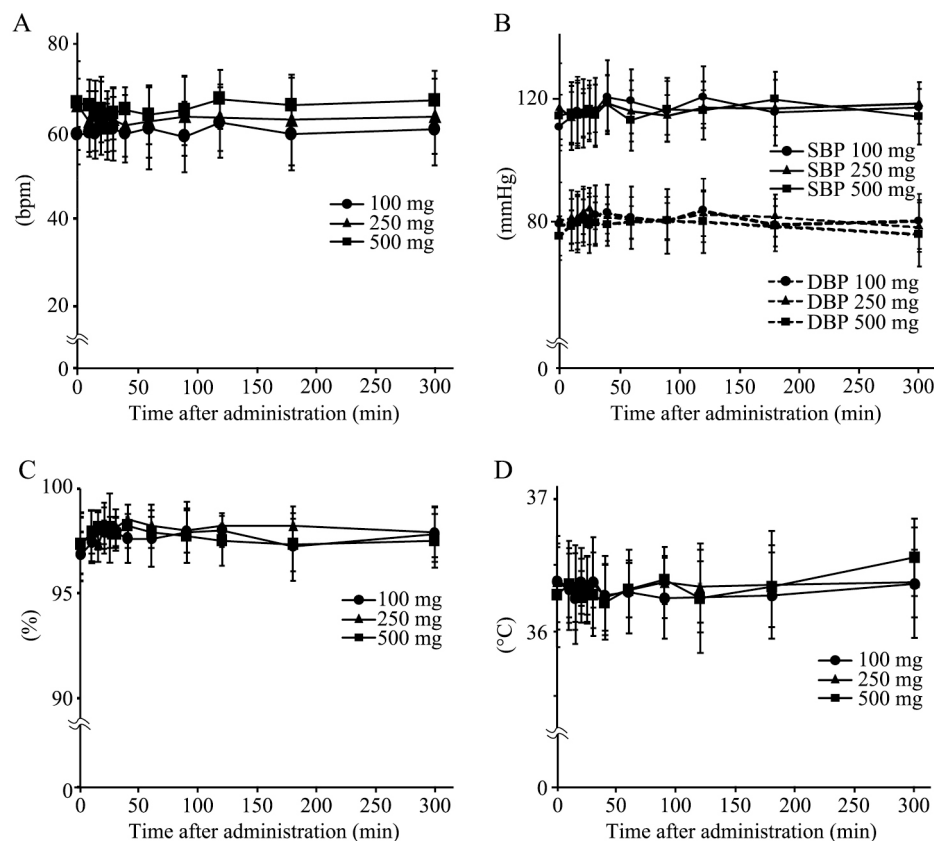 A
80
60
40
20
0
(bpm)
100 mg
250 mg
500 mg
0 50 100 150 200 250 300
Time after administration (min)
B
120
80
0
(mmHg)
SBP 100 mg
SBP 250 mg
SBP 500 mg
DBP 100 mg
DBP 250 mg
DBP 500 mg
0 50 100 150 200 250 300
Time after administration (min)
C
100
95
90
0
(%)
100 mg
250 mg
500 mg
0 50 100 150 200 250 300
Time after administration (min)
D
37
36
0
(°C)
100 mg
250 mg
500 mg
0 50 100 150 200 250 300
Time after administration (min)